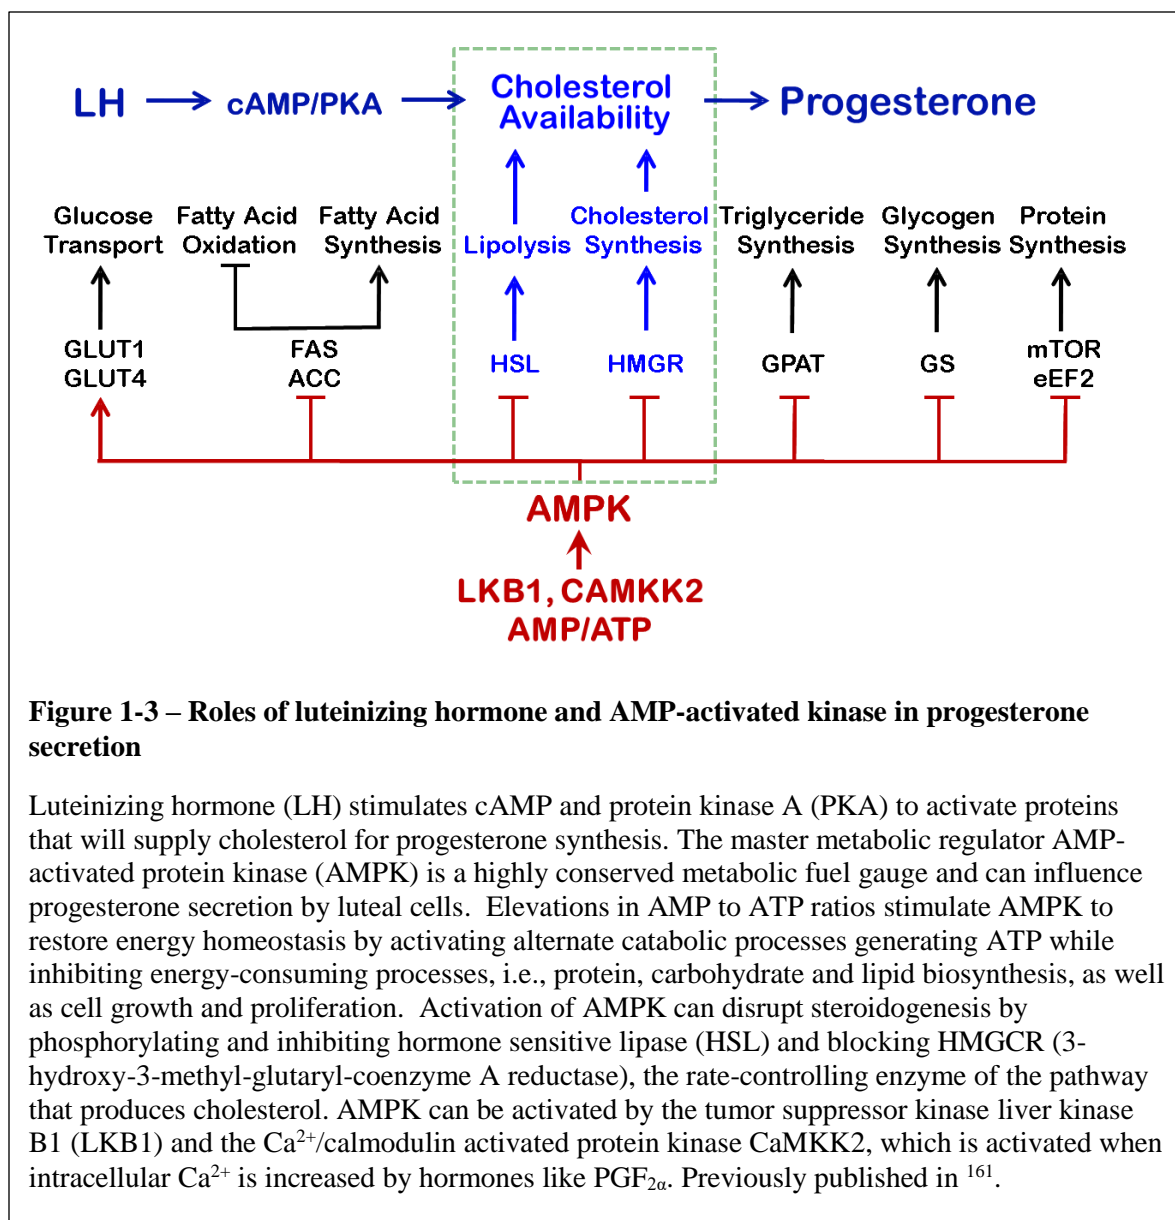 LH cAMP/PKA Cholesterol Availability Progesterone
Glucose Transport
Fatty Acid Oxidation
Fatty Acid Synthesis
Lipolysis
Cholesterol Synthesis
Triglyceride Synthesis
Glycogen Synthesis
Protein Synthesis
GLUT1
GLUT4
FAS
ACC
HSL
HMGR
GPAT
GS
mTOR
eEF2
AMPK
LKB1, CAMKK2
AMP/ATP
Figure 1-3 – Roles of luteinizing hormone and AMP-activated kinase in progesterone
secretion
Luteinizing hormone (LH) stimulates cAMP and protein kinase A (PKA) to activate proteins
that will supply cholesterol for progesterone synthesis. The master metabolic regulator AMP-
activated protein kinase (AMPK) is a highly conserved metabolic fuel gauge and can influence
progesterone secretion by luteal cells. Elevations in AMP to ATP ratios stimulate AMPK to
restore energy homeostasis by activating alternate catabolic processes generating ATP while
inhibiting energy-consuming processes, i.e., protein, carbohydrate and lipid biosynthesis, as well
as cell growth and proliferation. Activation of AMPK can disrupt steroidogenesis by
phosphorylating and inhibiting hormone sensitive lipase (HSL) and blocking HMGCR (3-
hydroxy-3-methyl-glutaryl-coenzyme A reductase), the rate-controlling enzyme of the pathway
that produces cholesterol. AMPK can be activated by the tumor suppressor kinase liver kinase
B1 (LKB1) and the Ca²⁺/calmodulin activated protein kinase CaMKK2, which is activated when
intracellular Ca²⁺ is increased by hormones like PGF₂α. Previously published in ¹⁶¹.